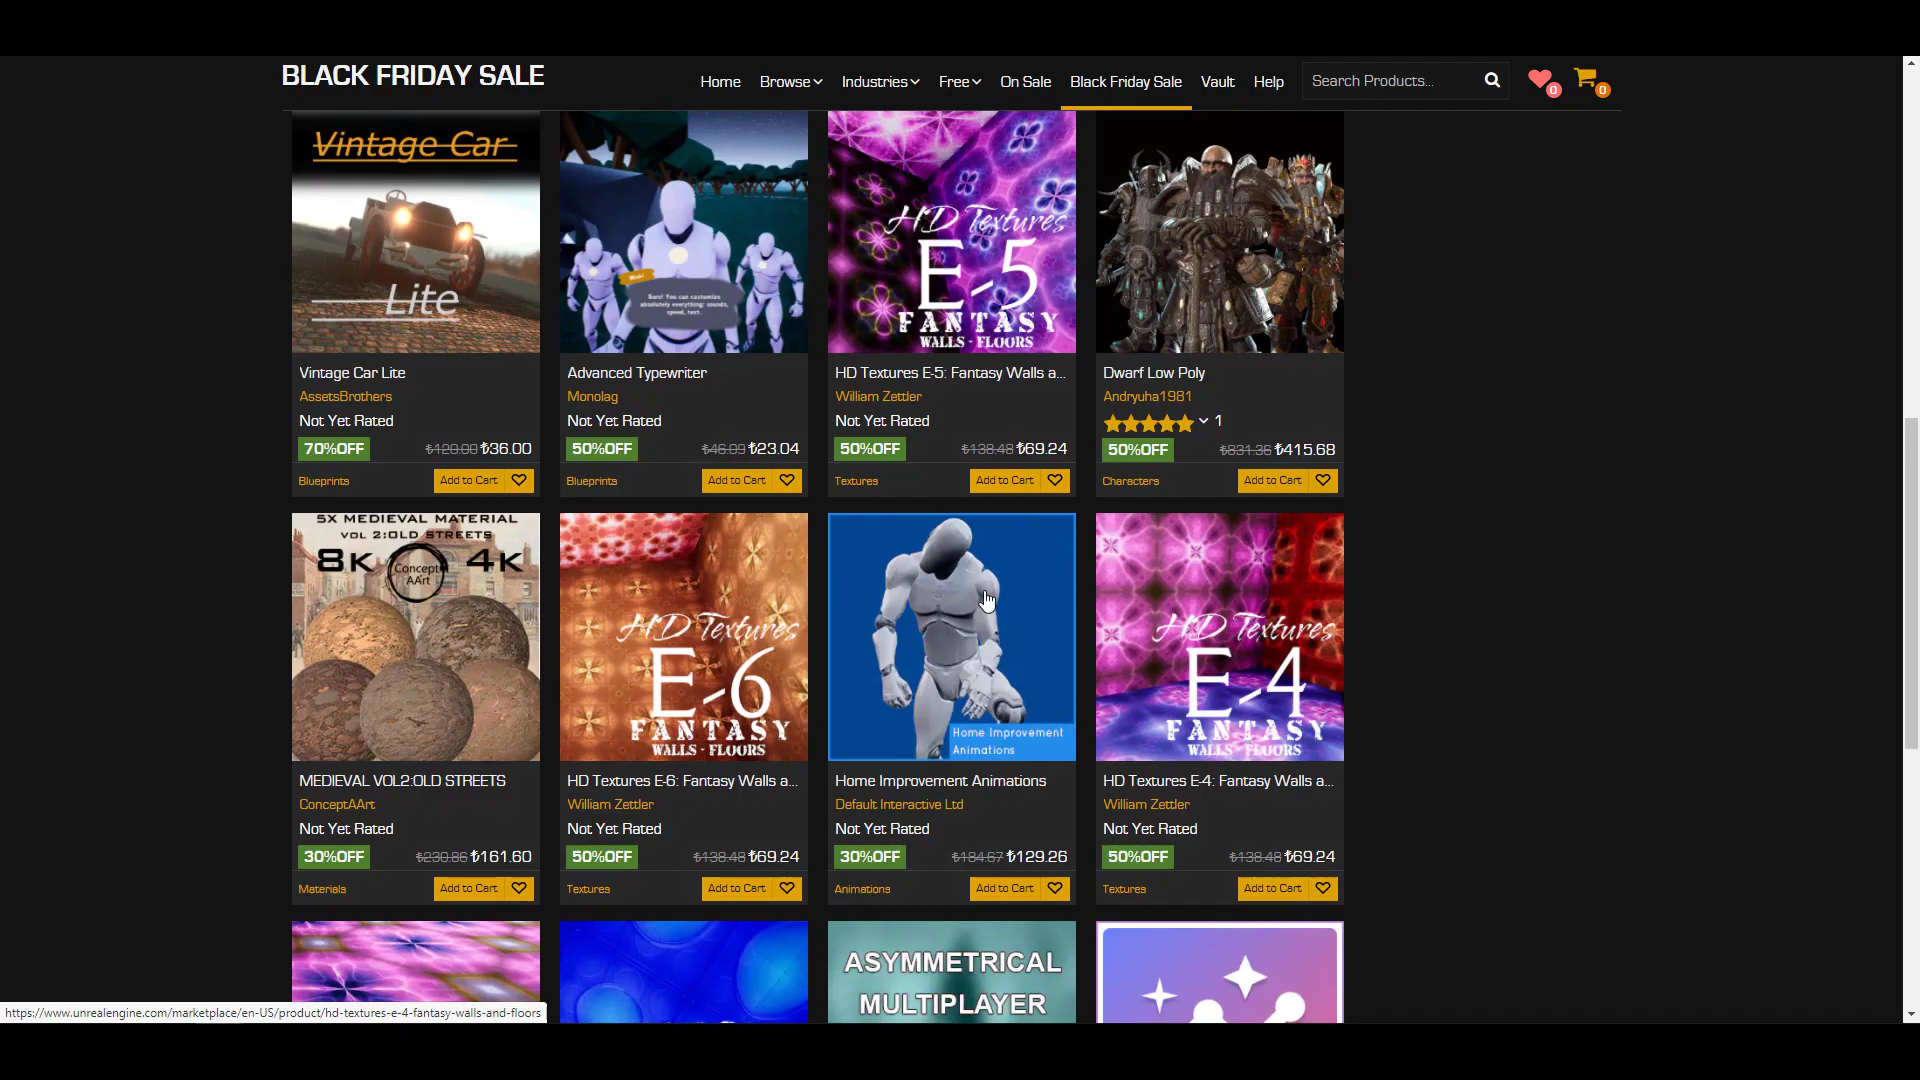 BLACK FRIDAY SALE
Home Browse Industries Free On Sale Black Friday Sale Vault Help Search Products... 0 0
Vintage Car
Lite
Vintage Car Lite
AssetsBrothers
Not Yet Rated
70%OFF ₺120.00 ₺36.00
Blueprints Add to Cart
Sure! You can customize
absolutely everything: sounds,
speed, text.
Advanced Typewriter
Monolag
Not Yet Rated
50%OFF ₺46.09 ₺23.04
Blueprints Add to Cart
HD Textures
E-5
FANTASY
WALLS - FLOORS
HD Textures E-5: Fantasy Walls a...
William Zettler
Not Yet Rated
50%OFF ₺138.48 ₺69.24
Textures Add to Cart
Dwarf Low Poly
Andryuha1981
1
50%OFF ₺831.36 ₺415.68
Characters Add to Cart
5X MEDIEVAL MATERIAL
VOL 2:OLD STREETS
8K Concept AArt 4K
MEDIEVAL VOL2:OLD STREETS
ConceptAArt
Not Yet Rated
30%OFF ₺230.86 ₺161.60
Materials Add to Cart
HD Textures
E-6
FANTASY
WALLS - FLOORS
HD Textures E-6: Fantasy Walls a...
William Zettler
Not Yet Rated
50%OFF ₺138.48 ₺69.24
Textures Add to Cart
Home Improvement
Animations
Home Improvement Animations
Default Interactive Ltd
Not Yet Rated
30%OFF ₺184.67 ₺129.26
Animations Add to Cart
HD Textures
E-4
FANTASY
WALLS - FLOORS
HD Textures E-4: Fantasy Walls a...
William Zettler
Not Yet Rated
50%OFF ₺138.48 ₺69.24
Textures Add to Cart
ASYMMETRICAL
MULTIPLAYER
https://www.unrealengine.com/marketplace/en-US/product/hd-textures-e-4-fantasy-walls-and-floors